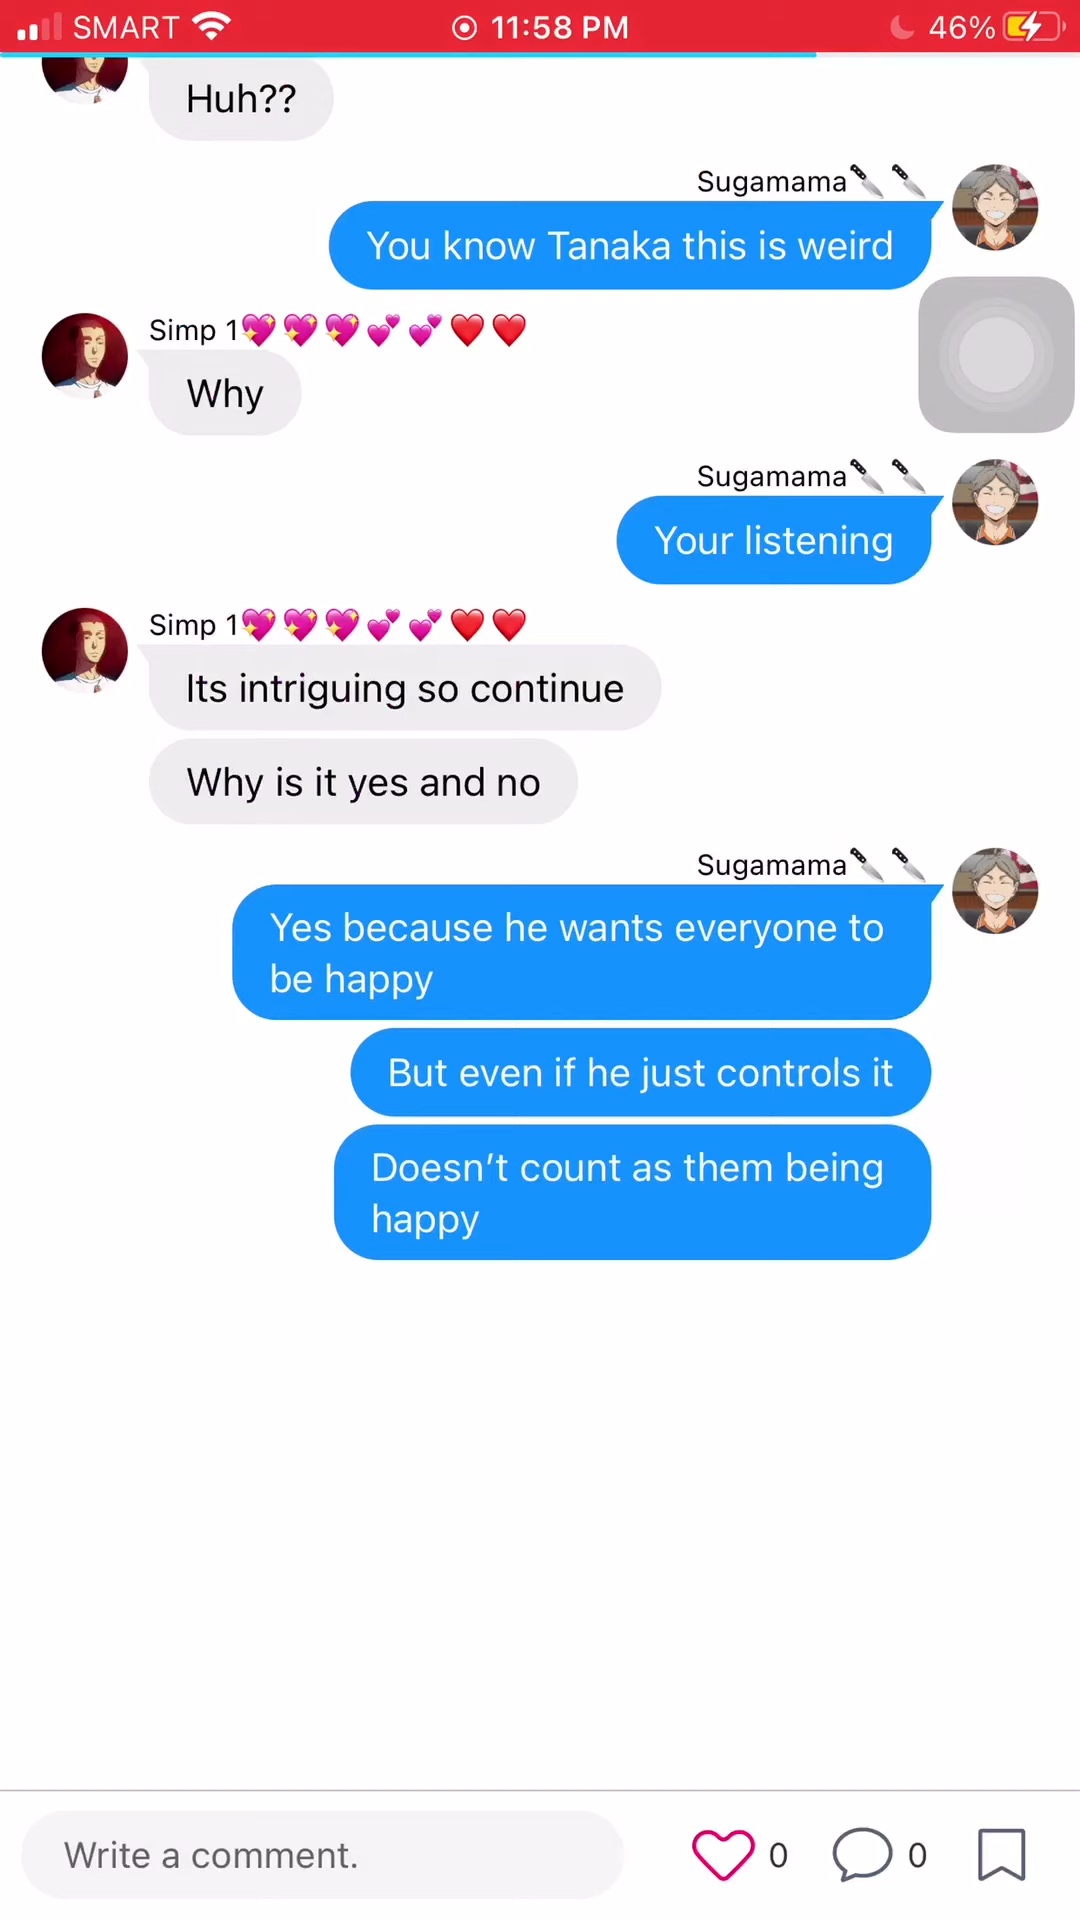 SMART 11:58 PM 46%
Huh??
Sugamama🔪🔪
You know Tanaka this is weird
Simp 1💖💖💖💕💕❤️❤️
Why
Sugamama🔪🔪
Your listening
Simp 1💖💖💖💕💕❤️❤️
Its intriguing so continue
Why is it yes and no
Sugamama🔪🔪
Yes because he wants everyone to
be happy
But even if he just controls it
Doesn’t count as them being
happy
Write a comment. 0 0